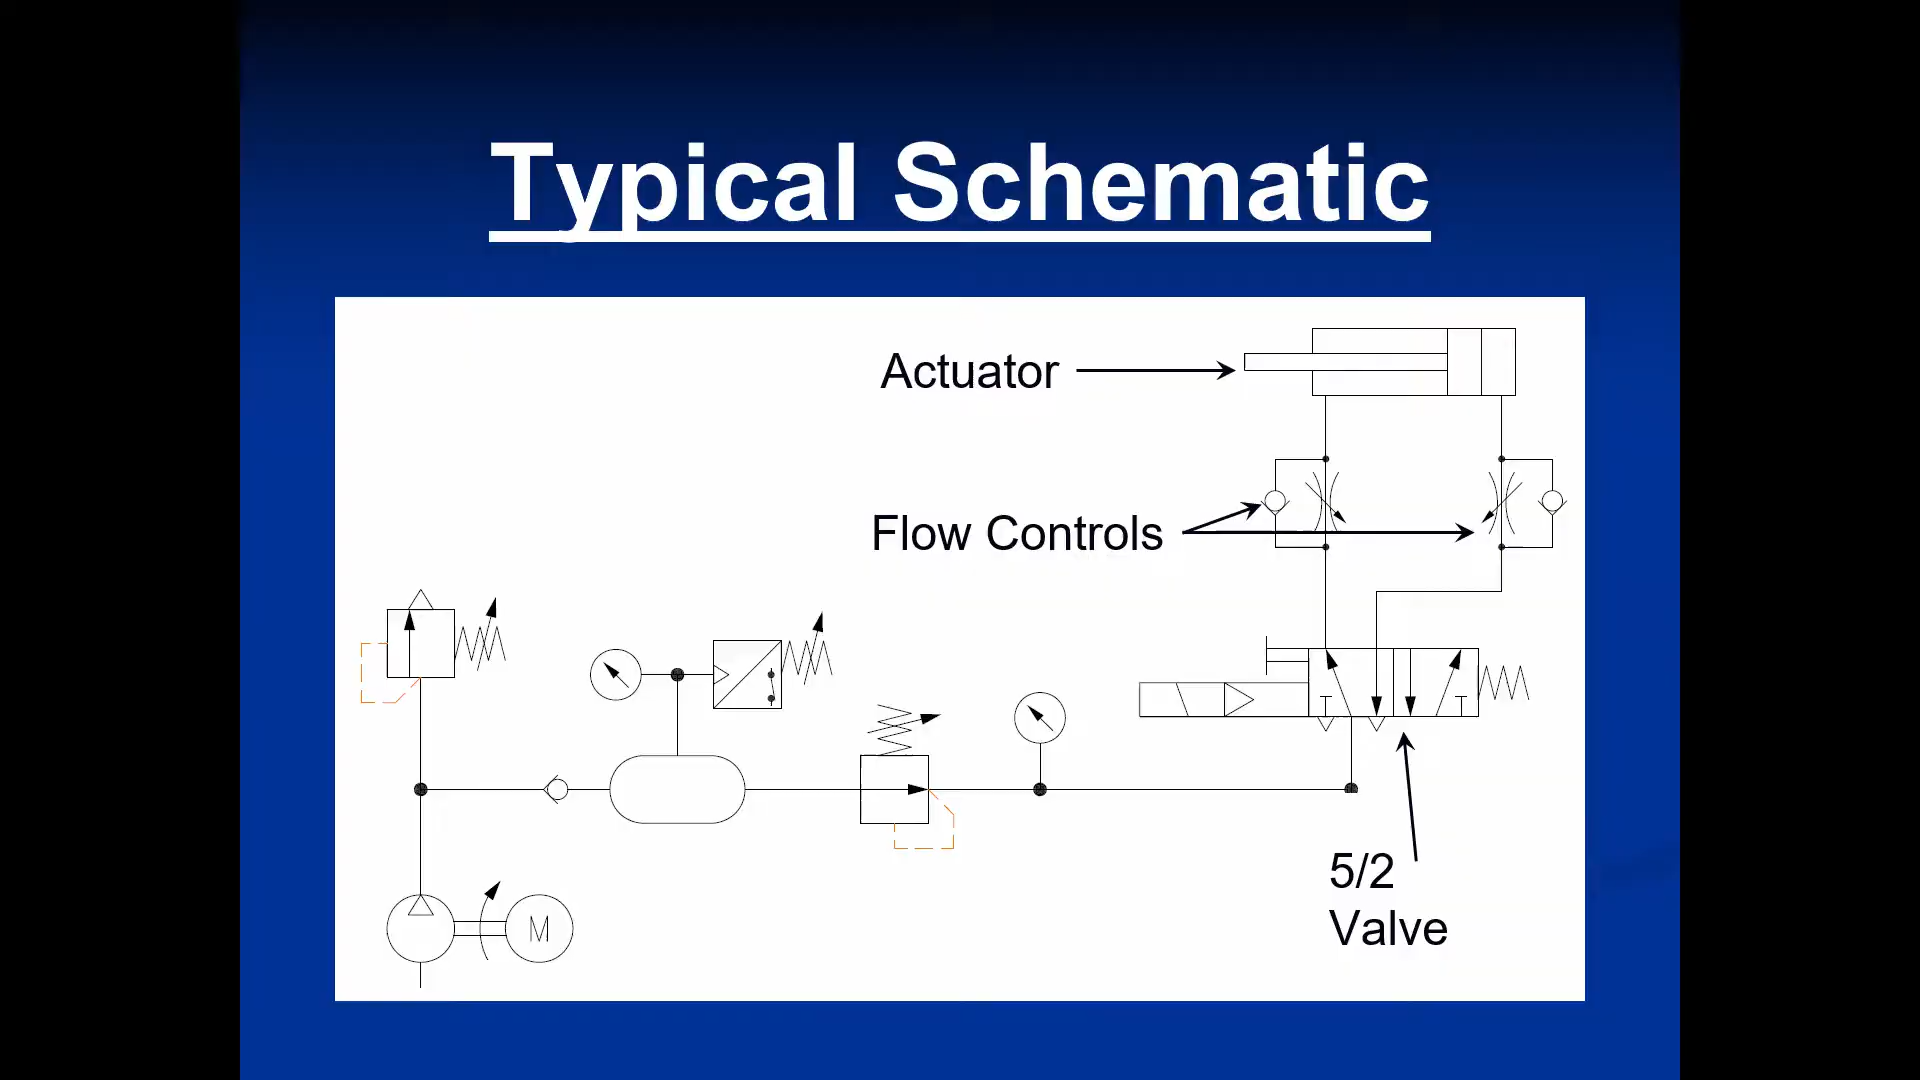 Typical Schematic
Actuator
Flow Controls
M
5/2
Valve